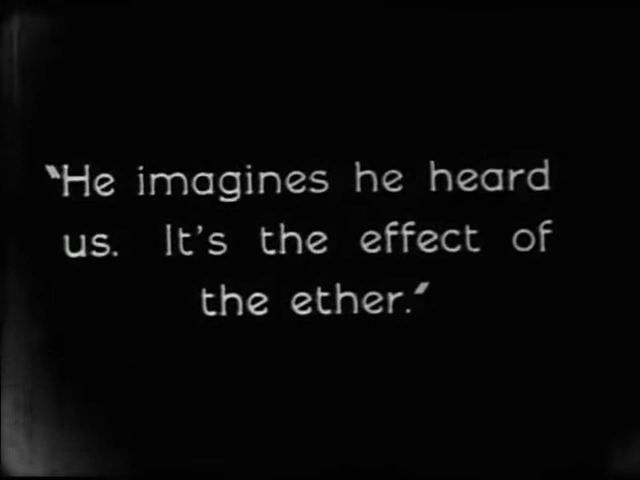 "He imagines he heard
us. It's the effect of
the ether."